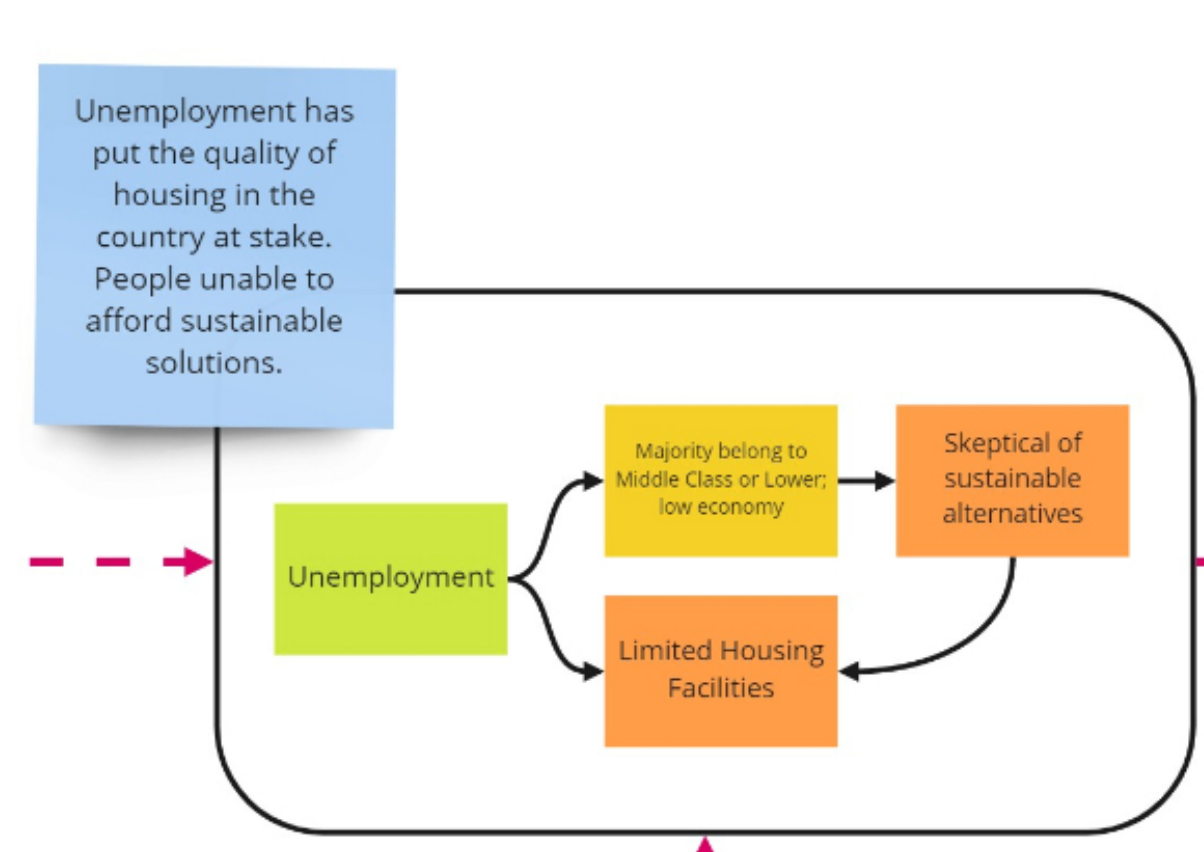 Unemployment has
put the quality of
housing in the
country at stake.
People unable to
afford sustainable
solutions.
Unemployment
Majority belong to
Middle Class or Lower;
low economy
Skeptical of
sustainable
alternatives
Limited Housing
Facilities